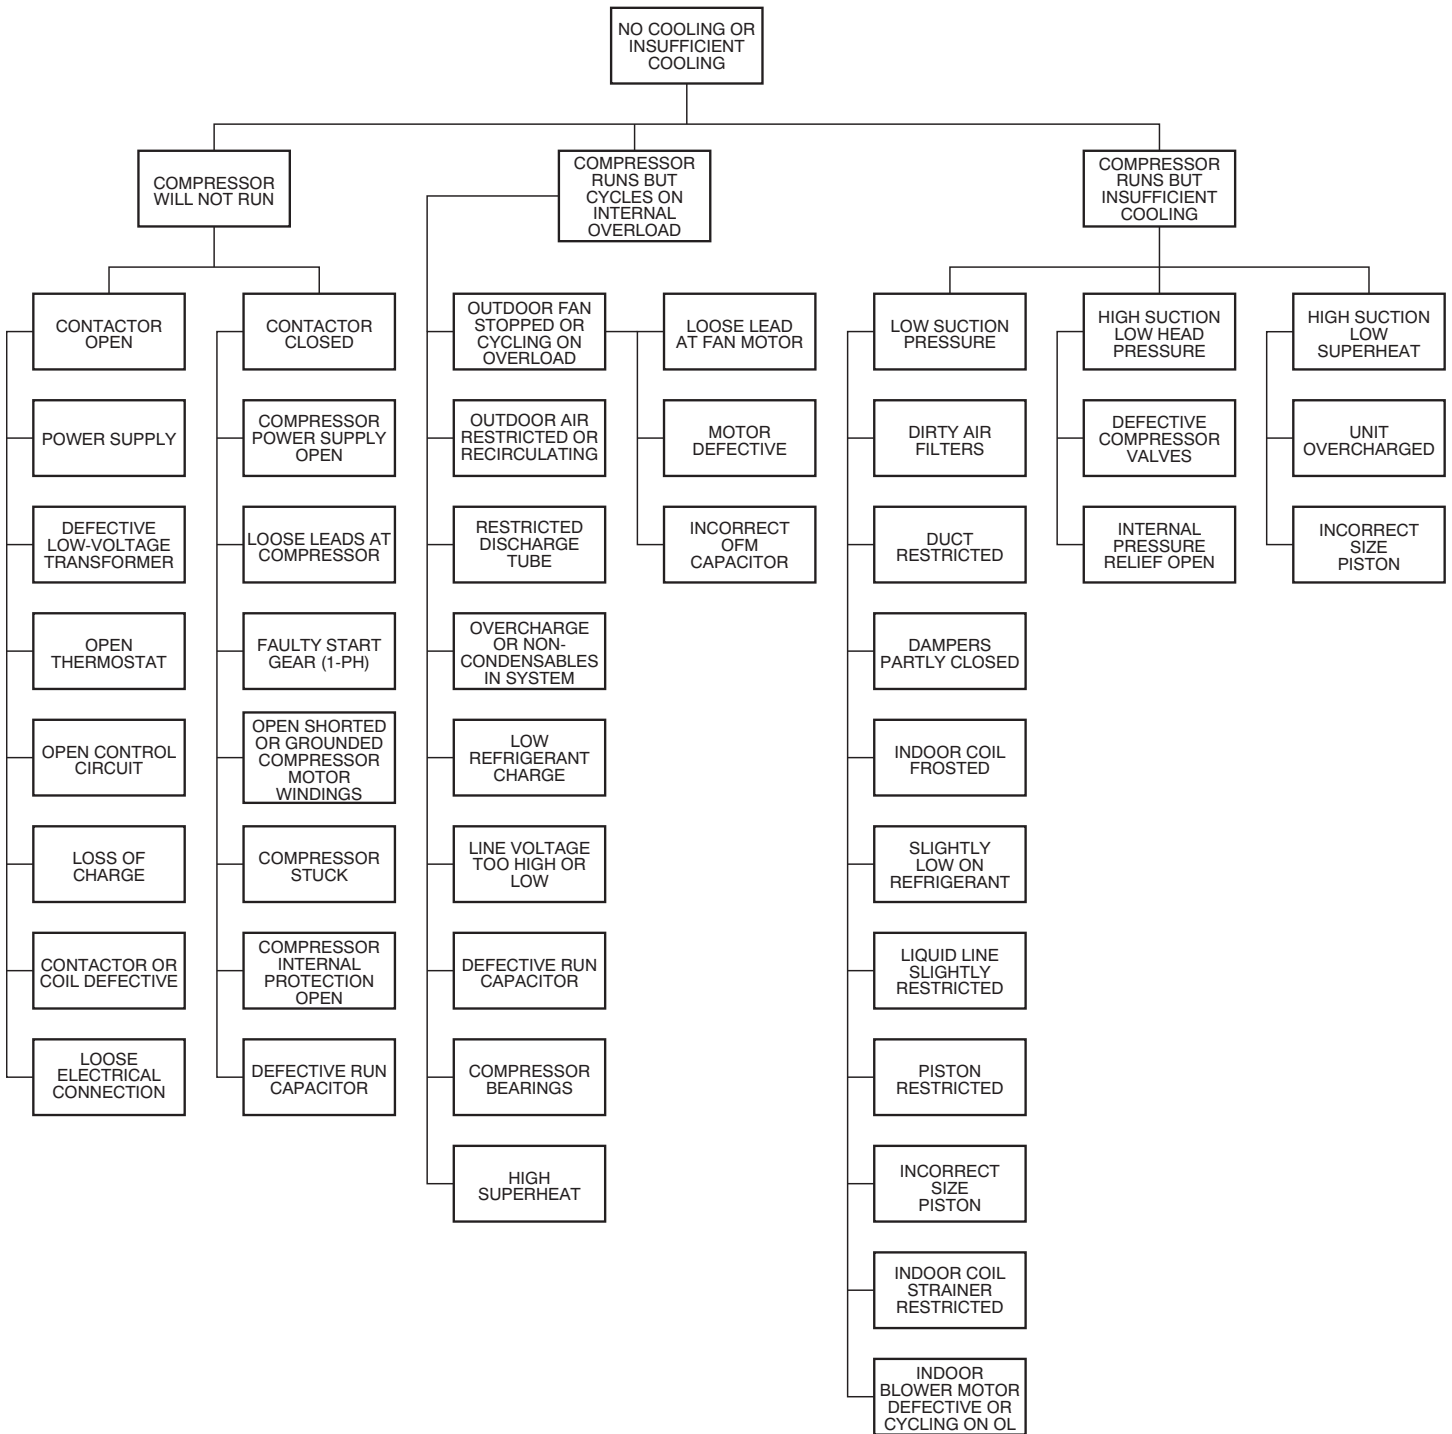 NO COOLING OR
INSUFFICIENT
COOLING
COMPRESSOR
WILL NOT RUN
COMPRESSOR
RUNS BUT
CYCLES ON
INTERNAL
OVERLOAD
COMPRESSOR
RUNS BUT
INSUFFICIENT
COOLING
CONTACTOR
OPEN
POWER SUPPLY
DEFECTIVE
LOW-VOLTAGE
TRANSFORMER
OPEN
THERMOSTAT
OPEN CONTROL
CIRCUIT
LOSS OF
CHARGE
CONTACTOR OR
COIL DEFECTIVE
LOOSE
ELECTRICAL
CONNECTION
CONTACTOR
CLOSED
COMPRESSOR
POWER SUPPLY
OPEN
LOOSE LEADS AT
COMPRESSOR
FAULTY START
GEAR (1-PH)
OPEN SHORTED
OR GROUNDED
COMPRESSOR
MOTOR
WINDINGS
COMPRESSOR
STUCK
COMPRESSOR
INTERNAL
PROTECTION
OPEN
DEFECTIVE RUN
CAPACITOR
OUTDOOR FAN
STOPPED OR
CYCLING ON
OVERLOAD
OUTDOOR AIR
RESTRICTED OR
RECIRCULATING
RESTRICTED
DISCHARGE
TUBE
OVERCHARGE
OR NON-
CONDENSABLES
IN SYSTEM
LOW
REFRIGERANT
CHARGE
LINE VOLTAGE
TOO HIGH OR
LOW
DEFECTIVE RUN
CAPACITOR
COMPRESSOR
BEARINGS
HIGH
SUPERHEAT
LOOSE LEAD
AT FAN MOTOR
MOTOR
DEFECTIVE
INCORRECT
OFM
CAPACITOR
LOW SUCTION
PRESSURE
DIRTY AIR
FILTERS
DUCT
RESTRICTED
DAMPERS
PARTLY CLOSED
INDOOR COIL
FROSTED
SLIGHTLY
LOW ON
REFRIGERANT
LIQUID LINE
SLIGHTLY
RESTRICTED
PISTON
RESTRICTED
INCORRECT
SIZE
PISTON
INDOOR COIL
STRAINER
RESTRICTED
INDOOR
BLOWER MOTOR
DEFECTIVE OR
CYCLING ON OL
HIGH SUCTION
LOW HEAD
PRESSURE
DEFECTIVE
COMPRESSOR
VALVES
INTERNAL
PRESSURE
RELIEF OPEN
HIGH SUCTION
LOW
SUPERHEAT
UNIT
OVERCHARGED
INCORRECT
SIZE
PISTON